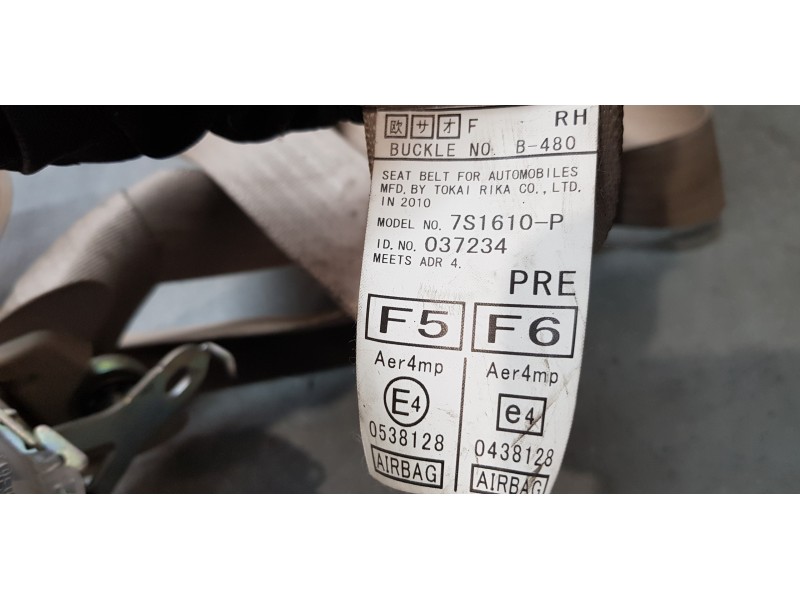 欧 サ オ F RH
BUCKLE NO. B-480
SEAT BELT FOR AUTOMOBILES
MFD. BY TOKAI RIKA CO., LTD.
IN 2010
MODEL NO. 7S1610-P
ID. NO. 037234
MEETS ADR 4.
PRE
F5 F6
Aer4mp Aer4mp
E4 e4
0538128 0438128
AIRBAG AIRBAG